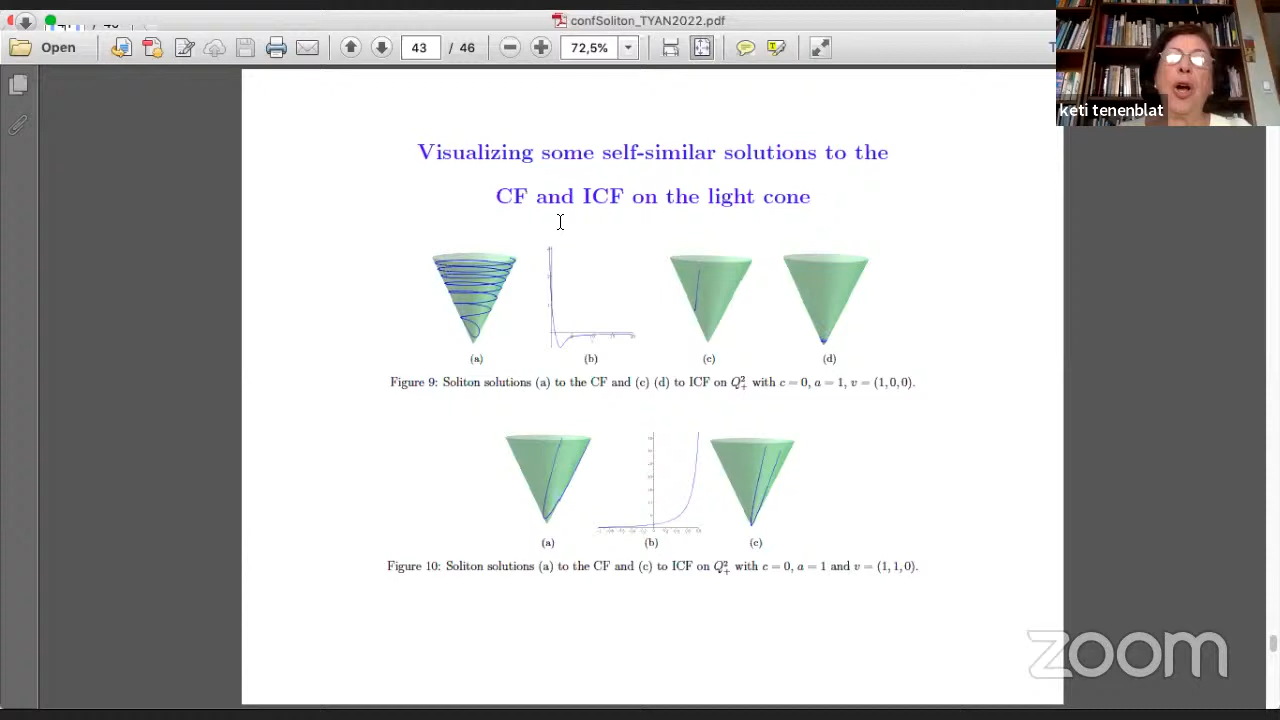 confSoliton_TYAN2022.pdf
Open
43 / 46
72,5%
keti tenenblat
Visualizing some self-similar solutions to the
CF and ICF on the light cone
(a) (b) (c) (d)
Figure 9: Soliton solutions (a) to the CF and (c) (d) to ICF on Q²₊ with c = 0, a = 1, v = (1, 0, 0).
(a) (b) (c)
Figure 10: Soliton solutions (a) to the CF and (c) to ICF on Q²₊ with c = 0, a = 1 and v = (1, 1, 0).
zoom